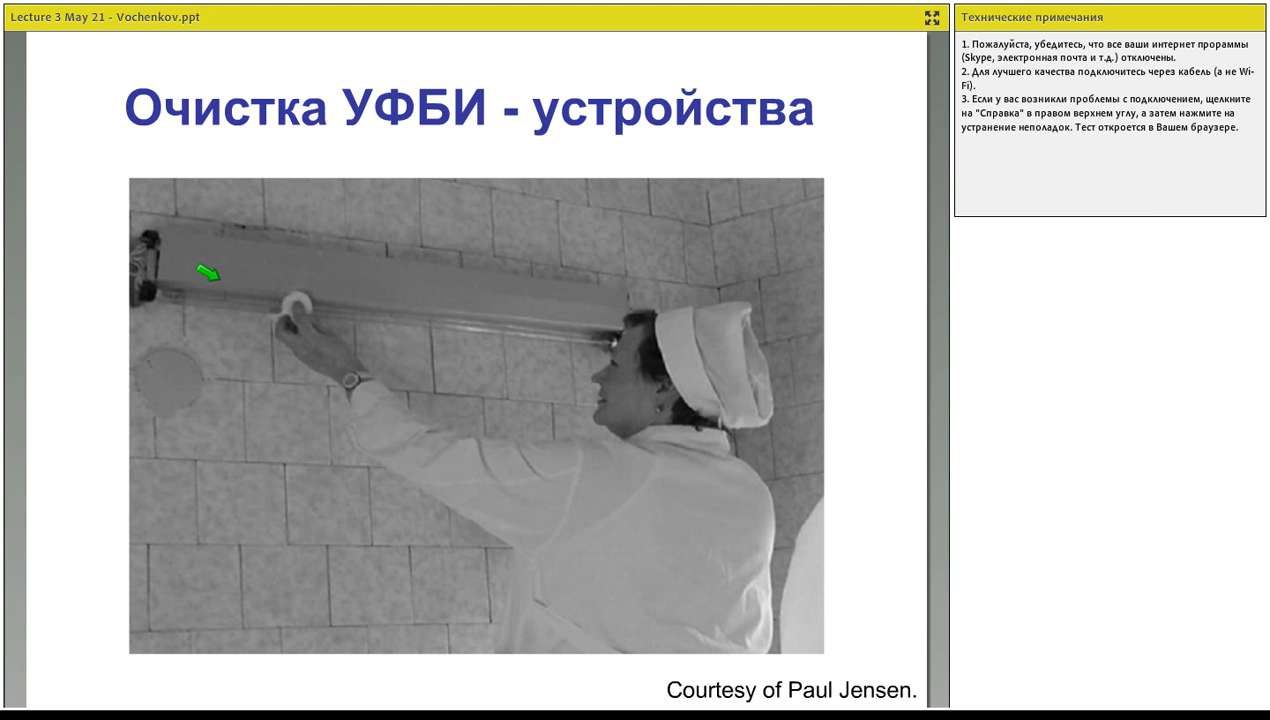 Lecture 3 May 21 - Vochenkov.ppt
Технические примечания
1. Пожалуйста, убедитесь, что все ваши интернет прораммы
(Skype, электронная почта и т.д.) отключены.
2. Для лучшего качества подключитесь через кабель (а не Wi-
Fi).
3. Если у вас возникли проблемы с подключением, щелкните
на "Справка" в правом верхнем углу, а затем нажмите на
устранение неполадок. Тест откроется в Вашем браузере.
Очистка УФБИ - устройства
Courtesy of Paul Jensen.